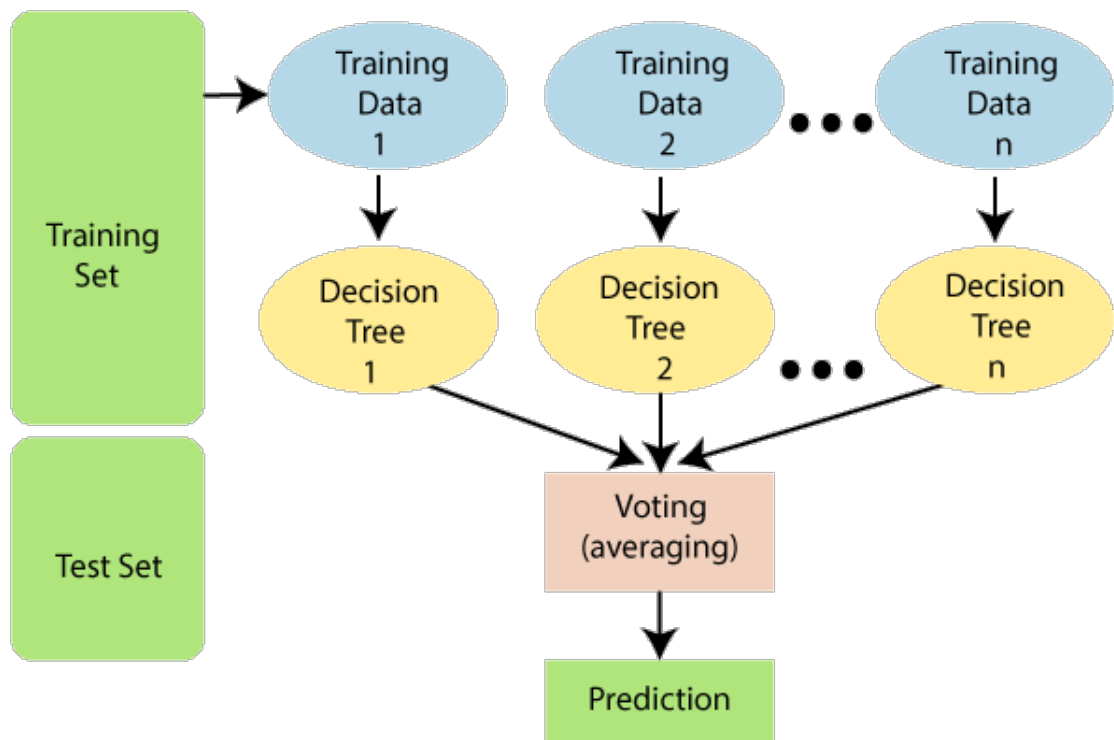 Training
Set
Test Set
Training
Data
1
Training
Data
2
Training
Data
n
Decision
Tree
1
Decision
Tree
2
Decision
Tree
n
Voting
(averaging)
Prediction